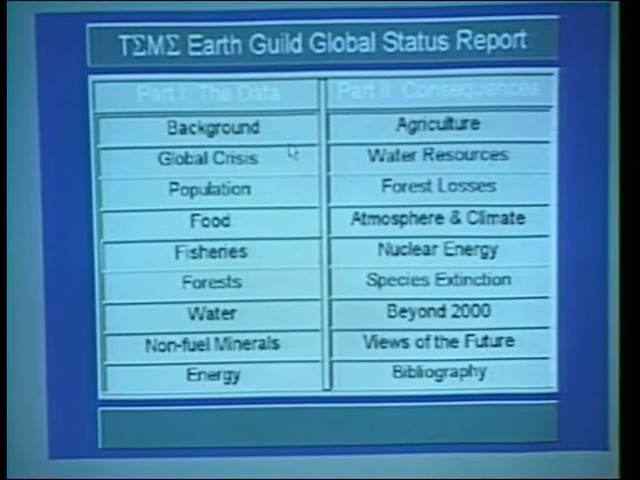 TΣMΣ Earth Guild Global Status Report
Part I: The Data
Part II: Consequences
Background
Agriculture
Global Crisis
Water Resources
Population
Forest Losses
Food
Atmosphere & Climate
Fisheries
Nuclear Energy
Forests
Species Extinction
Water
Beyond 2000
Non-fuel Minerals
Views of the Future
Energy
Bibliography